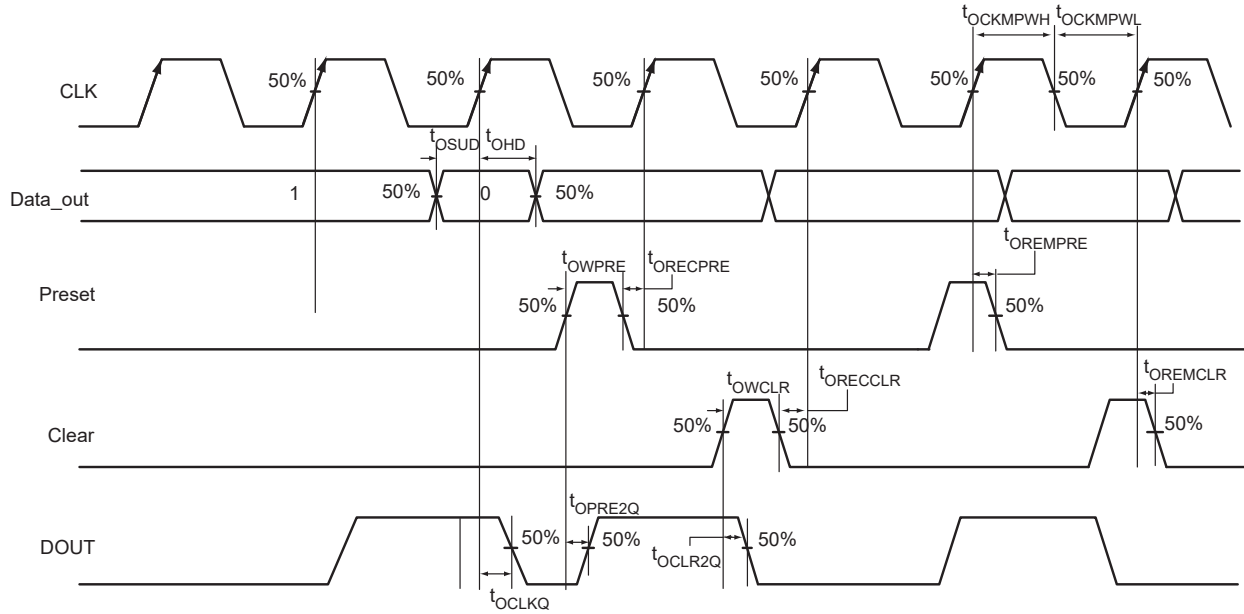 tOCKMPWH tOCKMPWL
CLK
50% 50% 50% 50% 50% 50% 50%
tOSUD tOHD
Data_out
1 50% 0 50%
tOREMPRE
tOWPRE tORECPRE
Preset
50% 50% 50%
tOWCLR tORECCLR tOREMCLR
Clear
50% 50% 50%
tOPRE2Q
DOUT
50% 50% 50%
tOCLR2Q
tOCLKQ